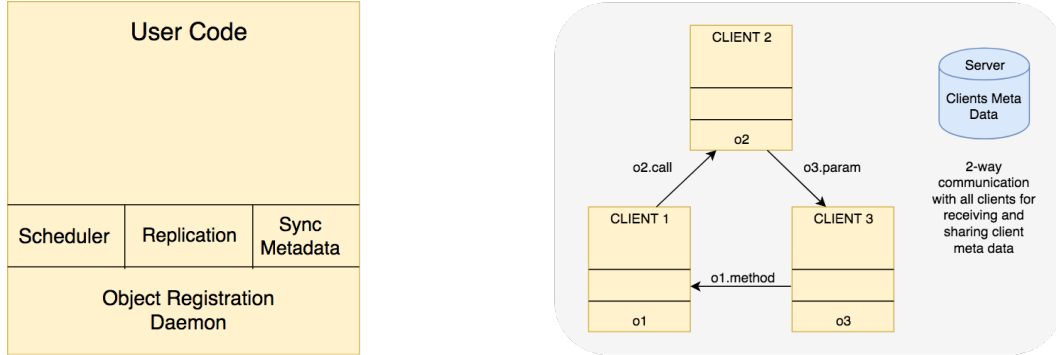 User Code
Scheduler
Replication
Sync
Metadata
Object Registration
Daemon
CLIENT 2
o2
o2.call
o3.param
CLIENT 1
o1
o1.method
CLIENT 3
o3
Server
Clients Meta
Data
2-way
communication
with all clients for
receiving and
sharing client
meta data